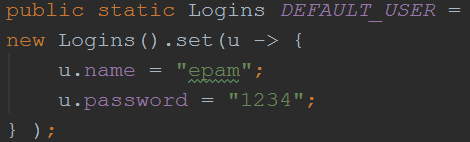 public static Logins DEFAULT_USER =
new Logins().set(u -> {
    u.name = "epam";
    u.password = "1234";
} );